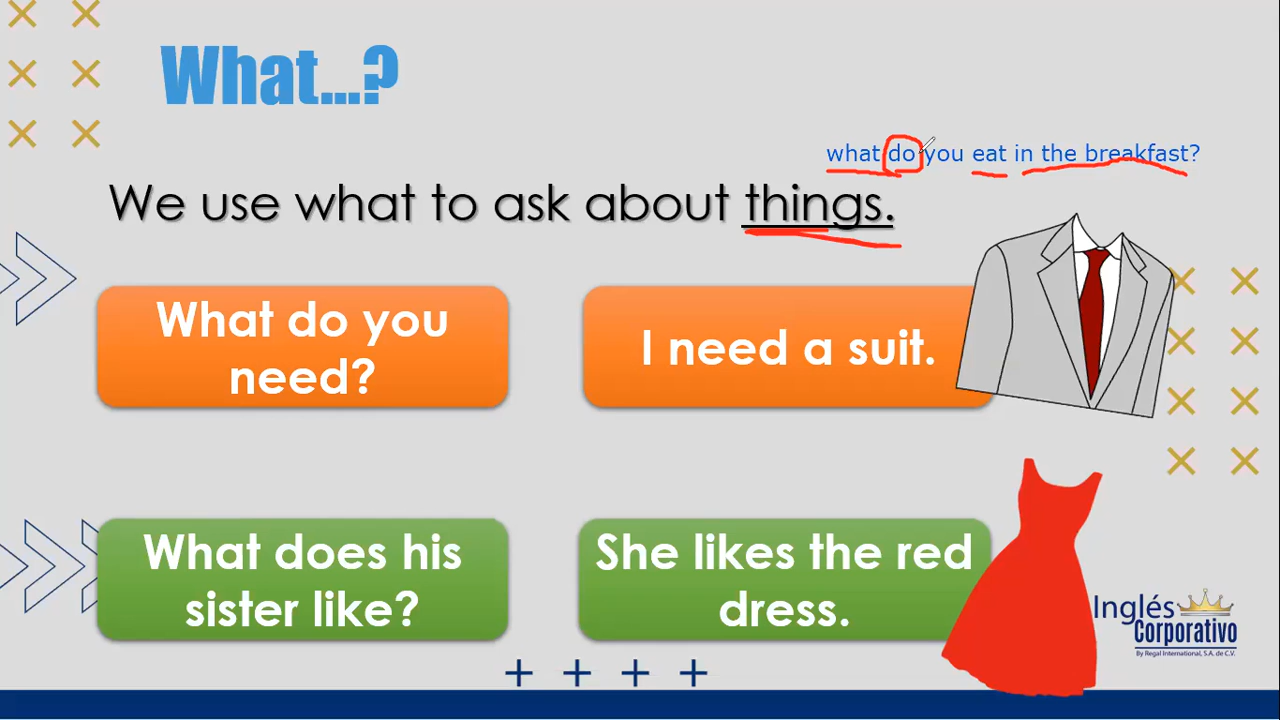 What...?
what do you eat in the breakfast?
We use what to ask about things.
What do you
need?
I need a suit.
What does his
sister like?
She likes the red
dress.
Inglés
Corporativo
By Regal International, S.A. de C.V.